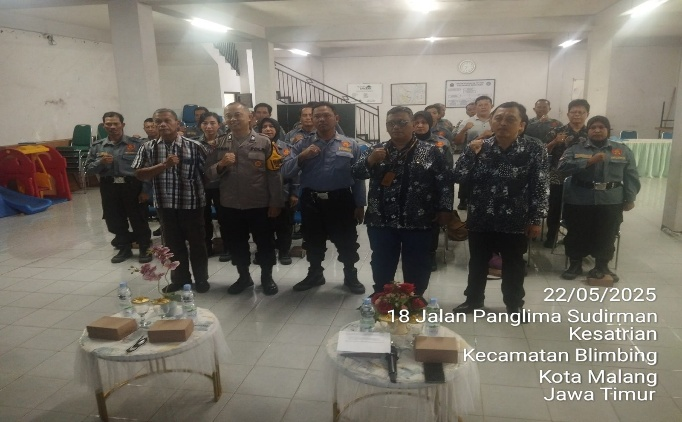 22/05/2025
18 Jalan Panglima Sudirman
Kesatrian
Kecamatan Blimbing
Kota Malang
Jawa Timur